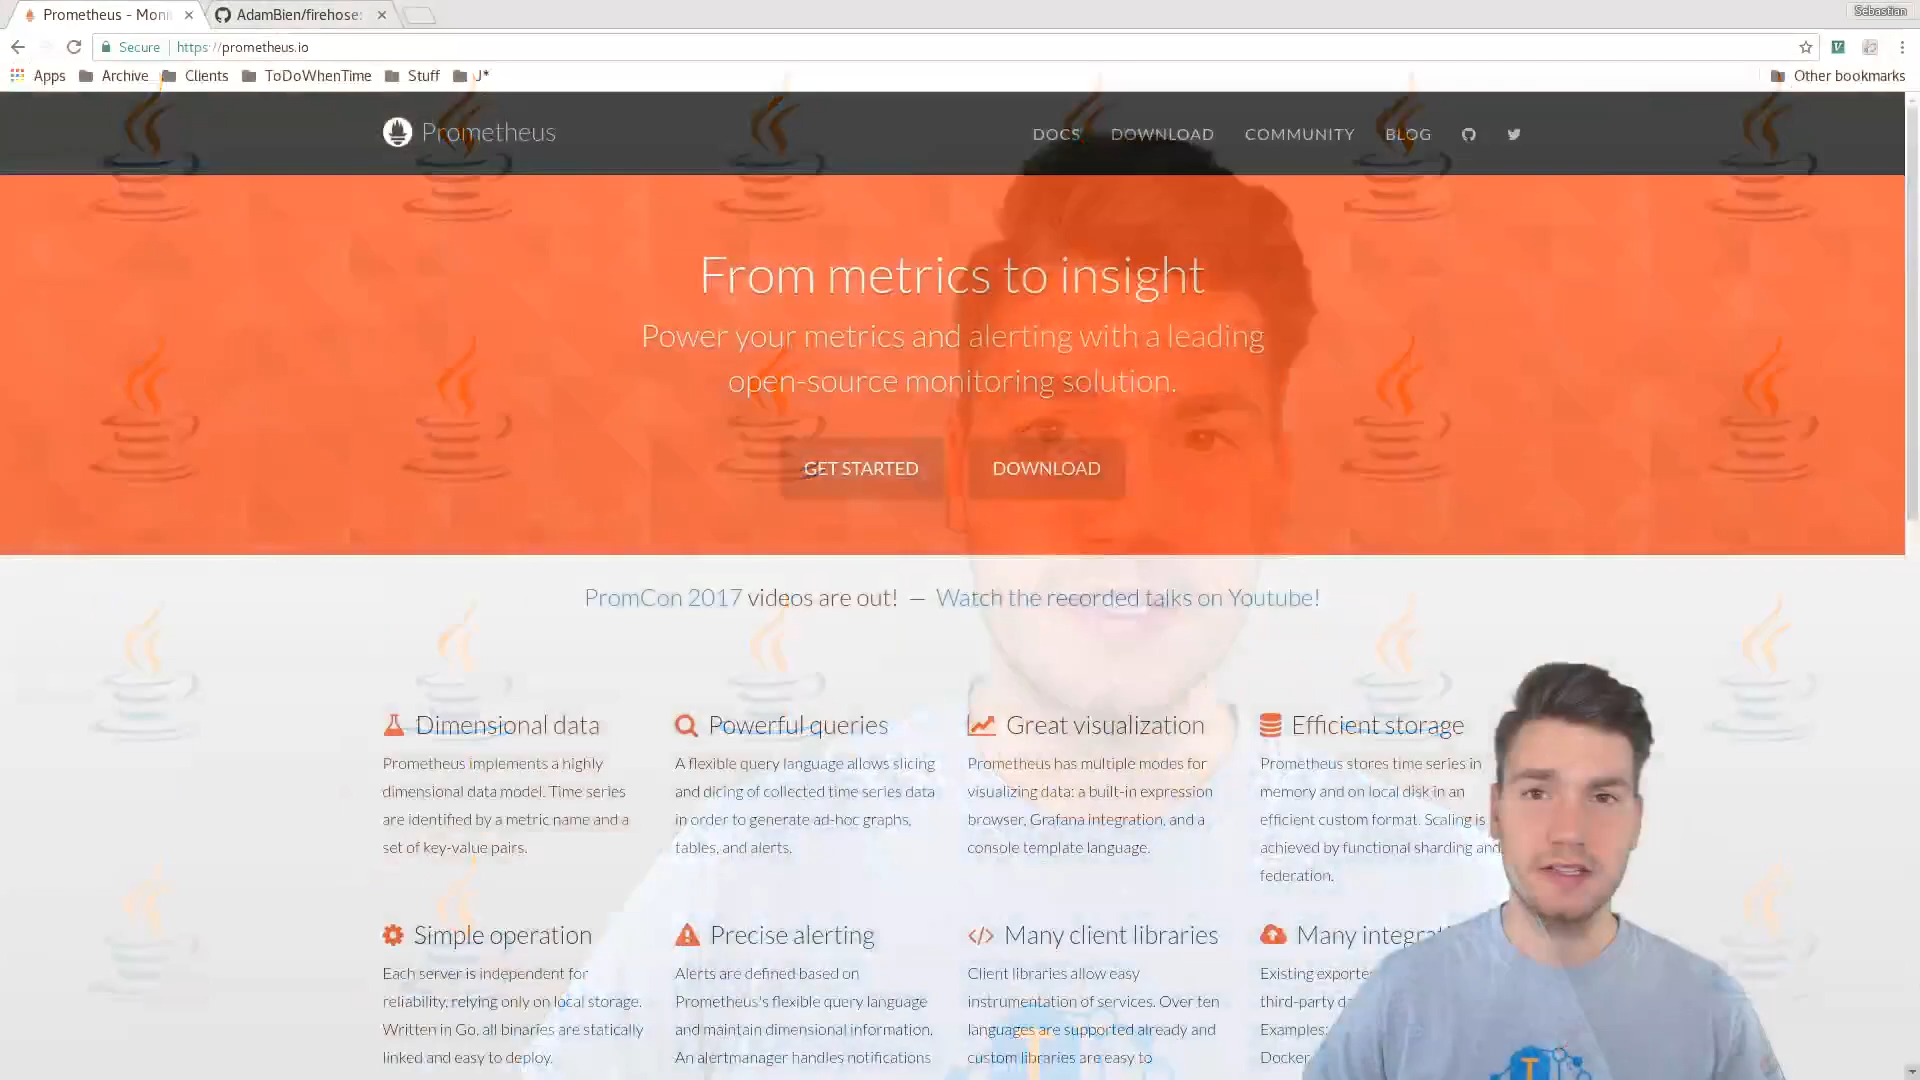 Prometheus - Moni
AdamBien/firehose:
Sebastian
Secure
https://prometheus.io
Apps
Archive
Clients
ToDoWhenTime
Stuff
J*
Other bookmarks
Prometheus
DOCS
DOWNLOAD
COMMUNITY
BLOG
From metrics to insight
Power your metrics and alerting with a leading
open-source monitoring solution.
GET STARTED
DOWNLOAD
PromCon 2017 videos are out! — Watch the recorded talks on Youtube!
Dimensional data
Prometheus implements a highly
dimensional data model. Time series
are identified by a metric name and a
set of key-value pairs.
Powerful queries
A flexible query language allows slicing
and dicing of collected time series data
in order to generate ad-hoc graphs,
tables, and alerts.
Great visualization
Prometheus has multiple modes for
visualizing data: a built-in expression
browser, Grafana integration, and a
console template language.
Efficient storage
Prometheus stores time series in
memory and on local disk in an
efficient custom format. Scaling is
achieved by functional sharding and
federation.
Simple operation
Each server is independent for
reliability, relying only on local storage.
Written in Go, all binaries are statically
linked and easy to deploy.
Precise alerting
Alerts are defined based on
Prometheus's flexible query language
and maintain dimensional information.
An alertmanager handles notifications
Many client libraries
Client libraries allow easy
instrumentation of services. Over ten
languages are supported already and
custom libraries are easy to
Many integrat
Existing exporte
third-party da
Examples:
Docker